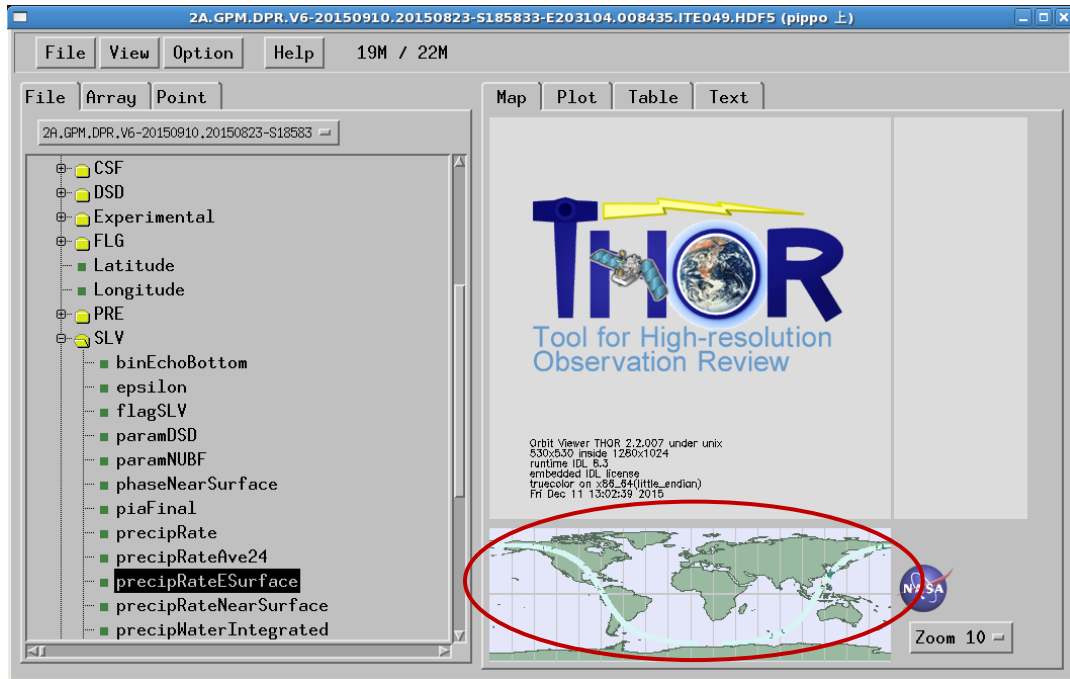 2A.GPM.DPR.V6-20150910.20150823-S185833-E203104.008435.ITE049.HDF5 (pippo 上)
File View Option Help 19M / 22M
File Array Point
Map Plot Table Text
2A.GPM.DPR.V6-20150910.20150823-S18583
CSF
DSD
Experimental
FLG
Latitude
Longitude
PRE
SLV
binEchoBottom
epsilon
flagSLV
paramDSD
paramNUBF
phaseNearSurface
piaFinal
precipRate
precipRateAve24
precipRateESurface
precipRateNearSurface
precipWaterIntegrated
THOR
Tool for High-resolution
Observation Review
Orbit Viewer THOR 2.2.007 under unix
530x530 inside 1280x1024
runtime IDL 8.3
embedded IDL license
truecolor on x86_64(little_endian)
Fri Dec 11 13:02:39 2015
NASA
Zoom 10